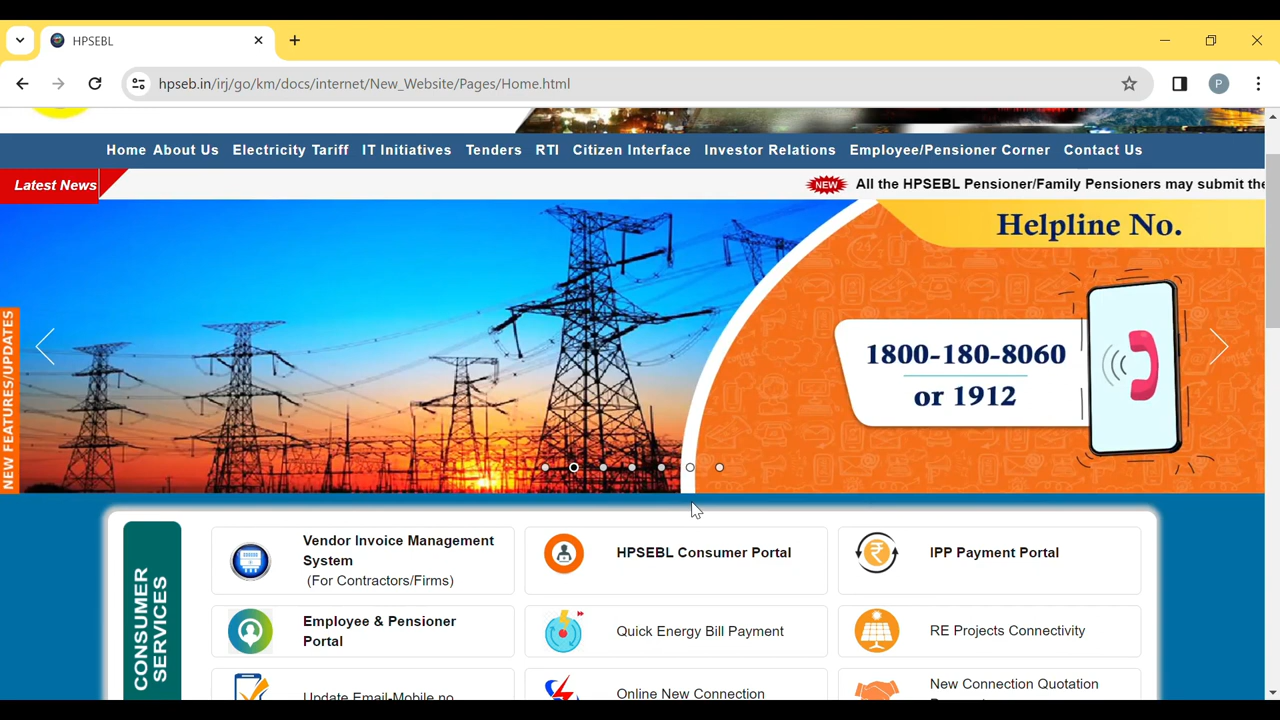 HPSEBL
hpseb.in/irj/go/km/docs/internet/New_Website/Pages/Home.html
P
Home About Us Electricity Tariff IT Initiatives Tenders RTI Citizen Interface Investor Relations Employee/Pensioner Corner Contact Us
Latest News
NEW All the HPSEBL Pensioner/Family Pensioners may submit the
Helpline No.
1800-180-8060
or 1912
NEW FEATURES/UPDATES
CONSUMER
SERVICES
Vendor Invoice Management
System
(For Contractors/Firms)
HPSEBL Consumer Portal
IPP Payment Portal
Employee & Pensioner
Portal
Quick Energy Bill Payment
RE Projects Connectivity
Update Email-Mobile no
Online New Connection
New Connection Quotation